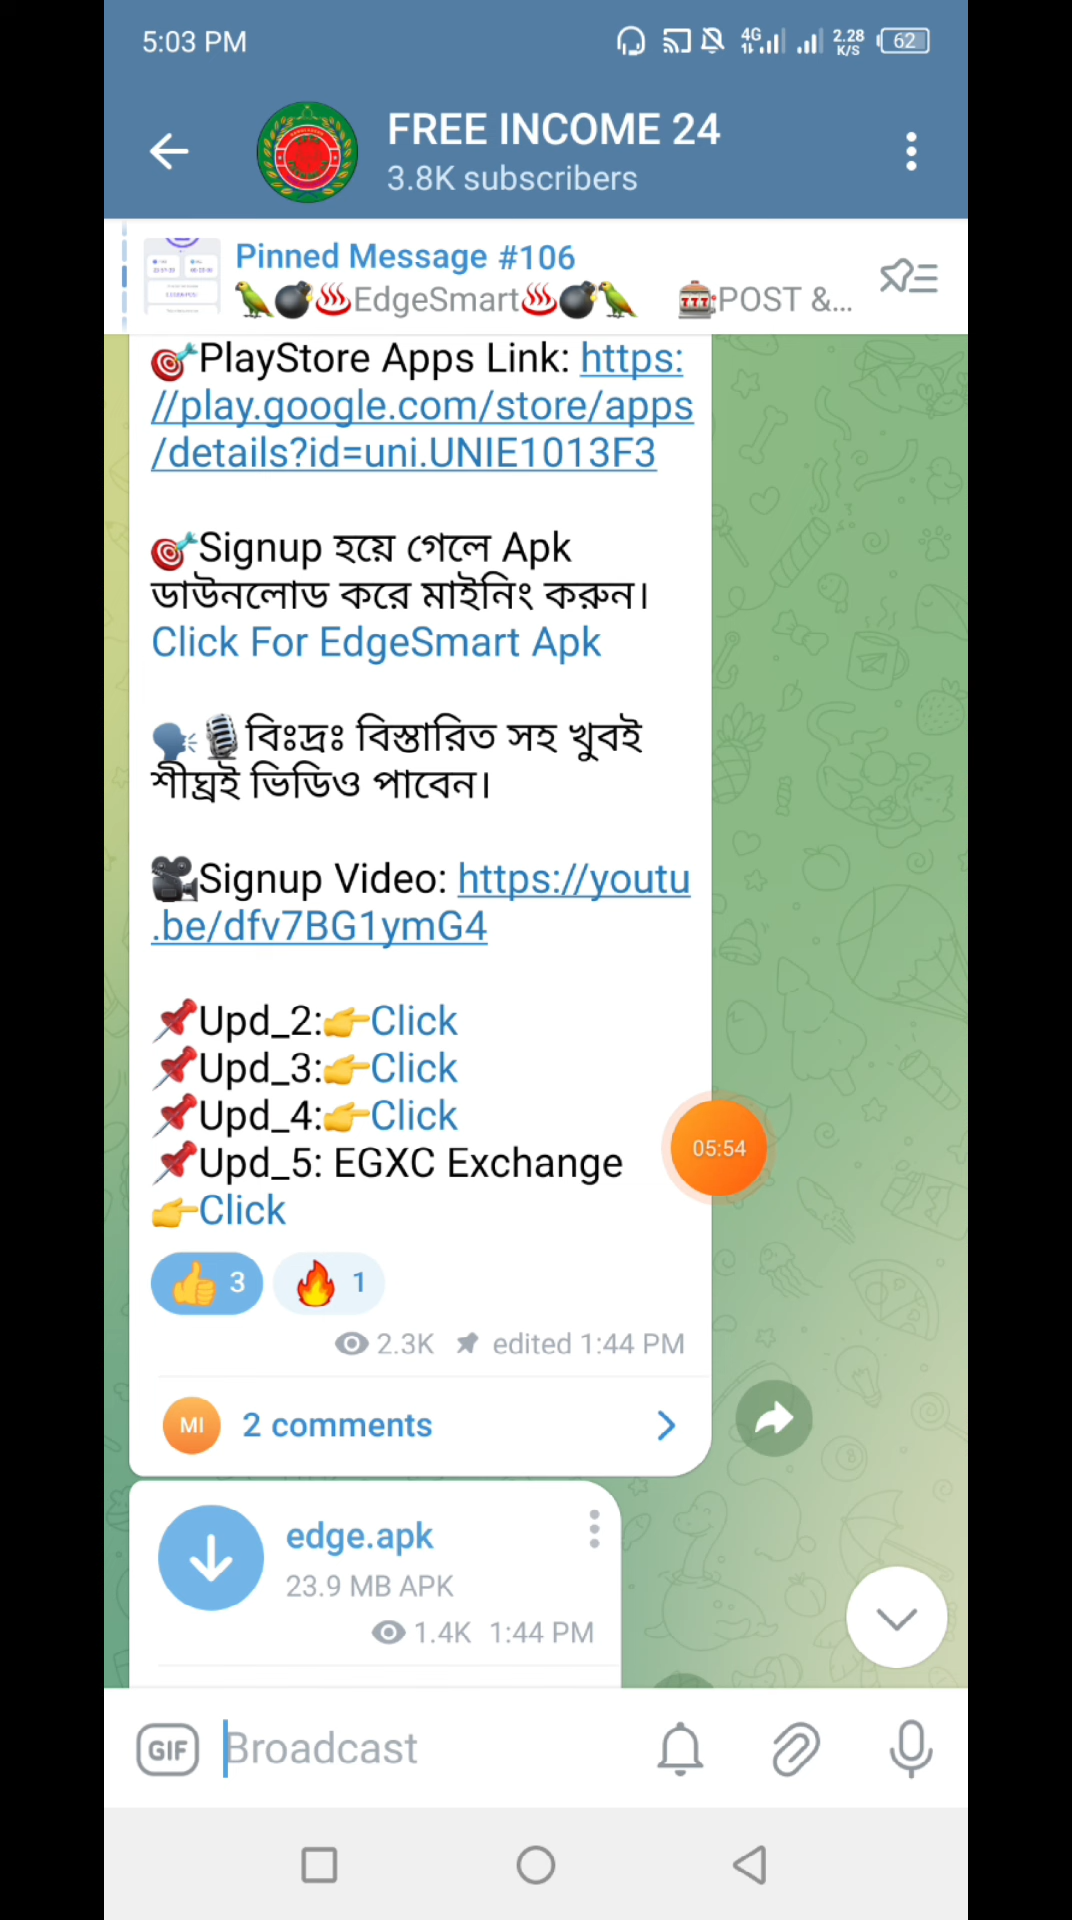 5:03 PM
4G
2.28
K/S
62
FREE INCOME 24
3.8K subscribers
Pinned Message #106
🦜💣♨️EdgeSmart♨️💣🦜 🎰POST &...
🎯PlayStore Apps Link: https:
//play.google.com/store/apps
/details?id=uni.UNIE1013F3
🎯Signup হয়ে গেলে Apk
ডাউনলোড করে মাইনিং করুন।
Click For EdgeSmart Apk
🗣️🎙️বিঃদ্রঃ বিস্তারিত সহ খুবই
শীঘ্রই ভিডিও পাবেন।
🎥Signup Video: https://youtu
.be/dfv7BG1ymG4
📌Upd_2:👉Click
📌Upd_3:👉Click
📌Upd_4:👉Click
05:54
📌Upd_5: EGXC Exchange
👉Click
👍 3 🔥 1
2.3K edited 1:44 PM
MI
2 comments
edge.apk
23.9 MB APK
1.4K 1:44 PM
GIF
Broadcast